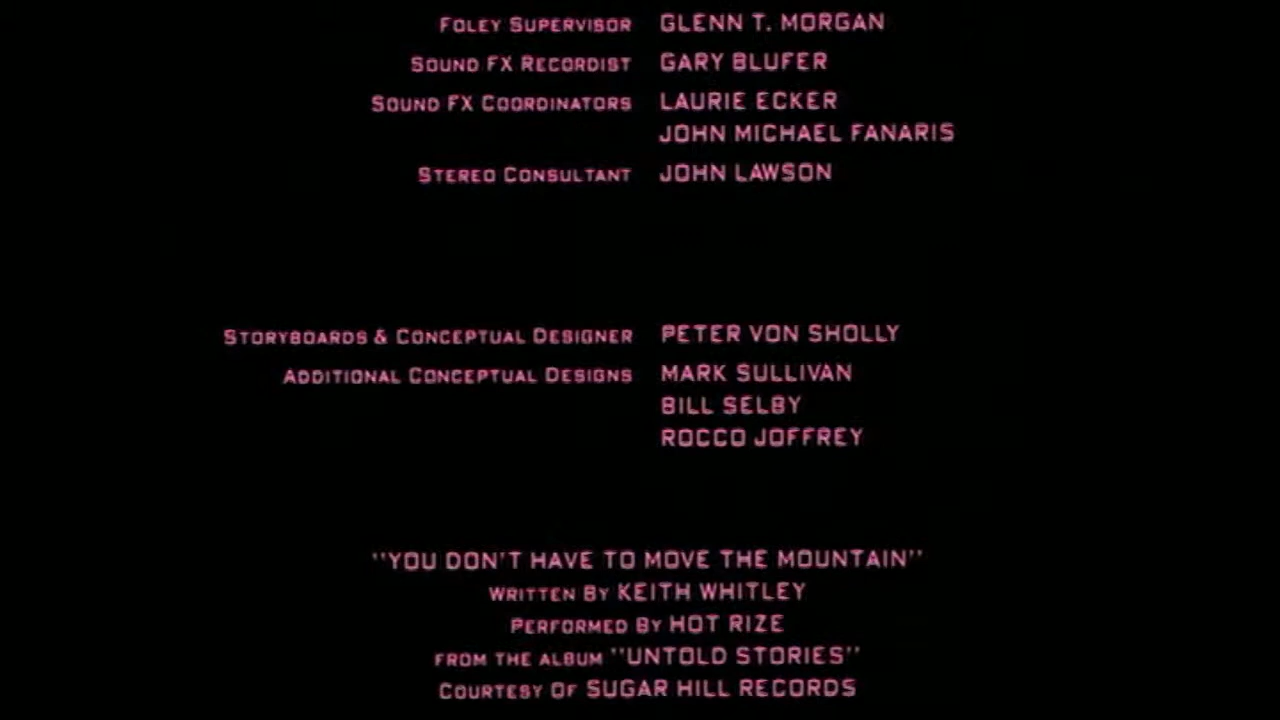 FOLEY SUPERVISOR GLENN T. MORGAN
SOUND FX RECORDIST GARY BLUFER
SOUND FX COORDINATORS LAURIE ECKER
JOHN MICHAEL FANARIS
STEREO CONSULTANT JOHN LAWSON
STORYBOARDS & CONCEPTUAL DESIGNER PETER VON SHOLLY
ADDITIONAL CONCEPTUAL DESIGNS MARK SULLIVAN
BILL SELBY
ROCCO JOFFREY
"YOU DON'T HAVE TO MOVE THE MOUNTAIN"
WRITTEN BY KEITH WHITLEY
PERFORMED BY HOT RIZE
FROM THE ALBUM "UNTOLD STORIES"
COURTESY OF SUGAR HILL RECORDS